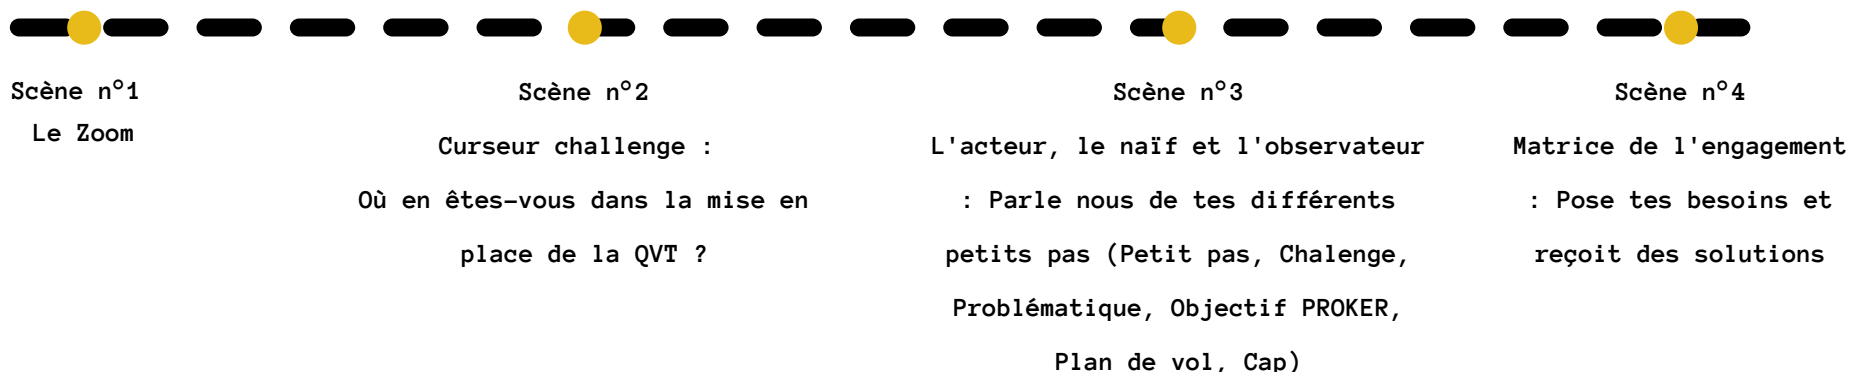 Scène n°1
Le Zoom
Scène n°2
Curseur challenge :
Où en êtes-vous dans la mise en
place de la QVT ?
Scène n°3
L'acteur, le naïf et l'observateur
: Parle nous de tes différents
petits pas (Petit pas, Chalenge,
Problématique, Objectif PROKER,
Plan de vol, Cap)
Scène n°4
Matrice de l'engagement
: Pose tes besoins et
reçoit des solutions